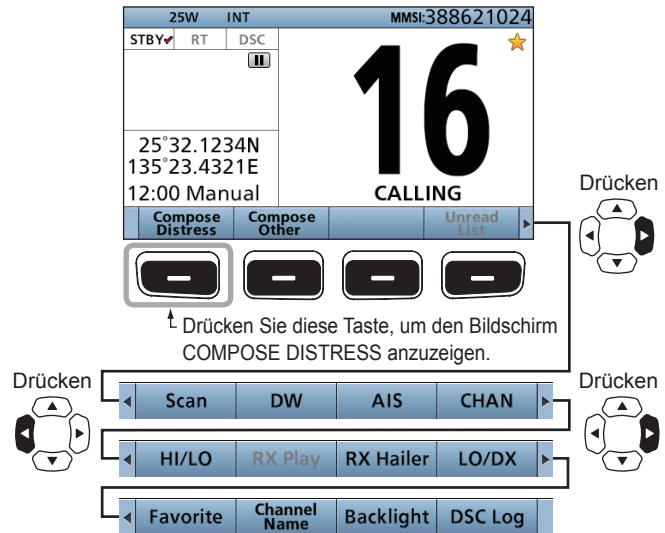 25W INT MMSI:388621024
STBY RT DSC
16
25°32.1234N
135°23.4321E
12:00 Manual
CALLING
Compose Distress
Compose Other
Unread List
Drücken
Drücken Sie diese Taste, um den Bildschirm
COMPOSE DISTRESS anzuzeigen.
Drücken
Drücken
Scan DW AIS CHAN
HI/LO RX Play RX Hailer LO/DX
Favorite Channel Name Backlight DSC Log